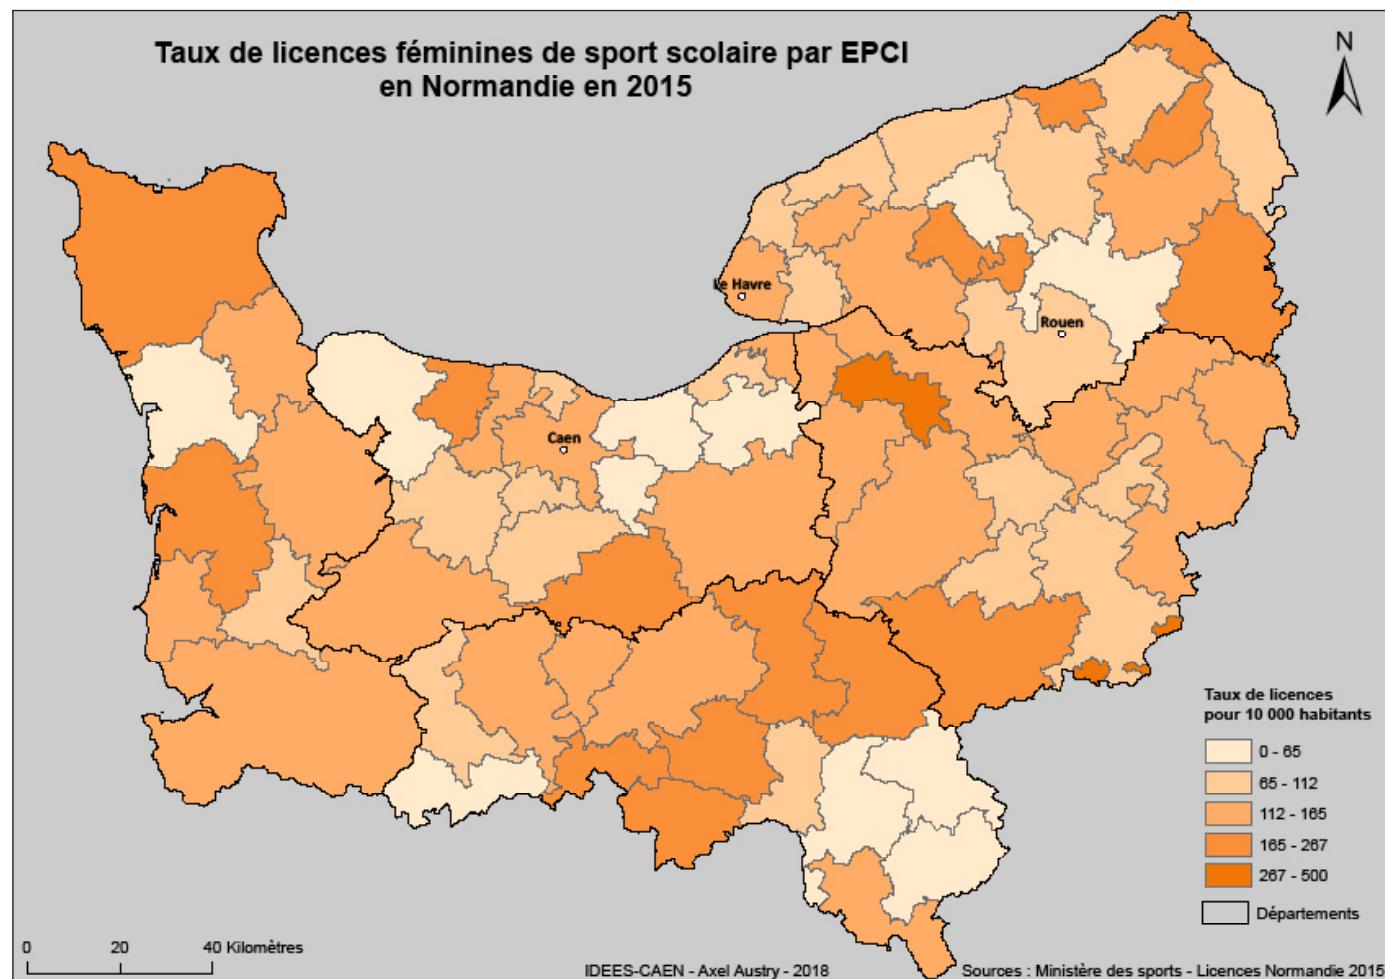 Taux de licences féminines de sport scolaire par EPCI
en Normandie en 2015
N
Le Havre
Rouen
Caen
Taux de licences
pour 10 000 habitants
0 - 65
65 - 112
112 - 165
165 - 267
267 - 500
Départements
0 20 40 Kilomètres
IDEES-CAEN - Axel Austry - 2018
Sources : Ministère des sports - Licences Normandie 2015